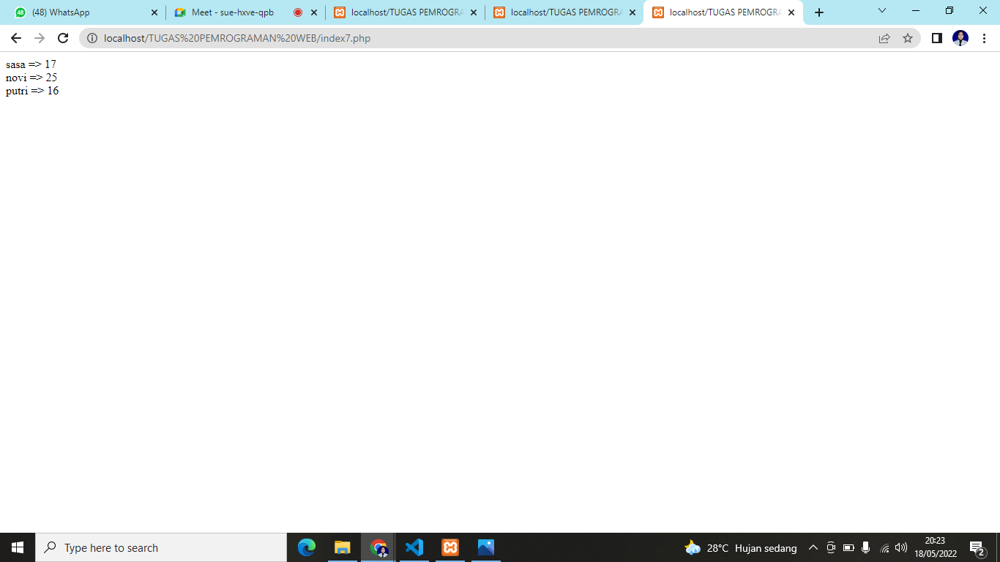 (48) WhatsApp
Meet - sue-hxve-qpb
localhost/TUGAS PEMROGRA
localhost/TUGAS PEMROGRA
localhost/TUGAS PEMROGRA
localhost/TUGAS%20PEMROGRAMAN%20WEB/index7.php
sasa => 17
novi => 25
putri => 16
Type here to search
28°C Hujan sedang
20:23
18/05/2022
2